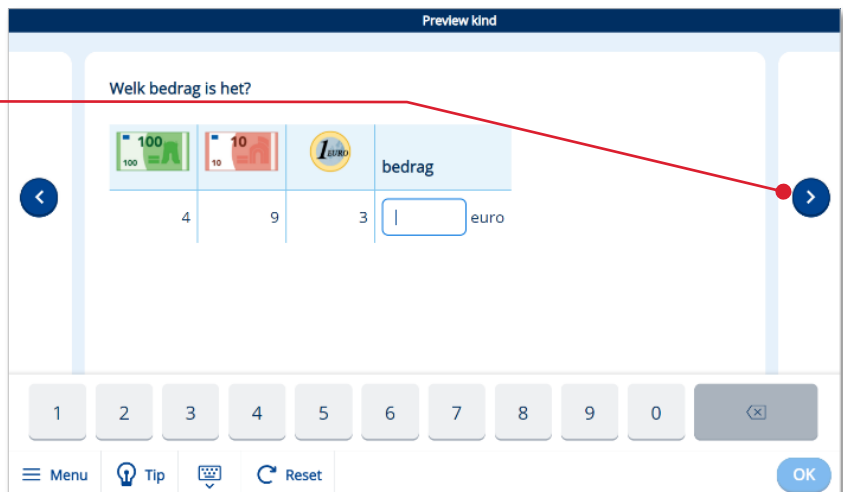 Preview kind
Welk bedrag is het?
100 100 10 10 1 EURO bedrag
4 9 3 euro
1 2 3 4 5 6 7 8 9 0
Menu Tip Reset OK